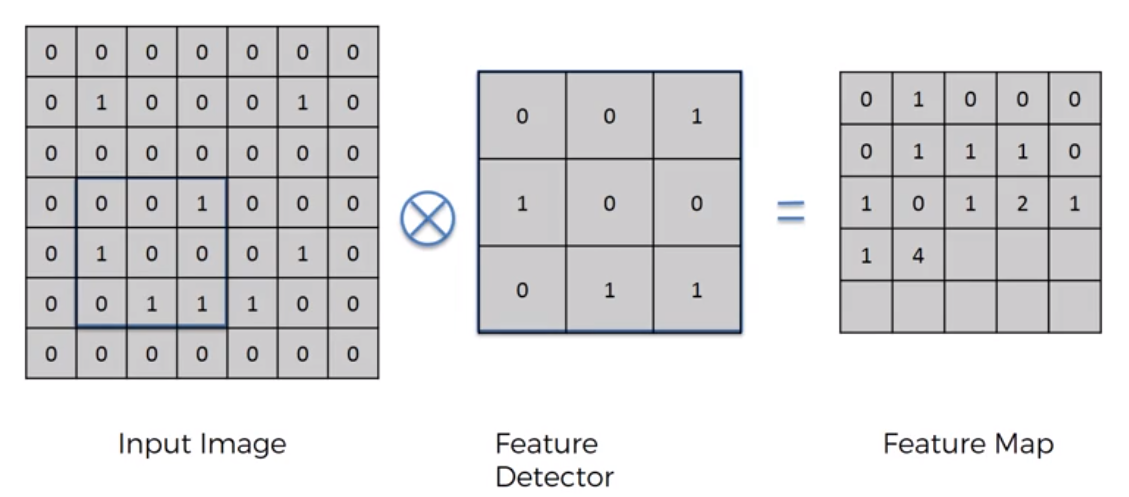 0 0 0 0 0 0 0
0 1 0 0 0 1 0
0 0 0 0 0 0 0
0 0 0 1 0 0 0
0 1 0 0 0 1 0
0 0 1 1 1 0 0
0 0 0 0 0 0 0
Input Image
0 0 1
1 0 0
0 1 1
Feature
Detector
=
0 1 0 0 0
0 1 1 1 0
1 0 1 2 1
1 4
Feature Map